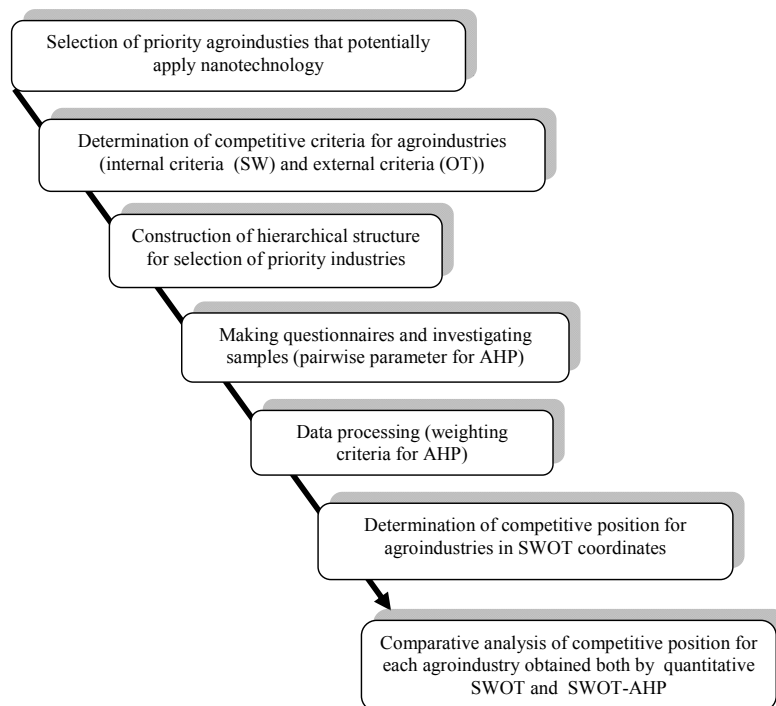 Selection of priority agroindusties that potentially
apply nanotechnology
Determination of competitive criteria for agroindustries
(internal criteria (SW) and external criteria (OT))
Construction of hierarchical structure
for selection of priority industries
Making questionnaires and investigating
samples (pairwise parameter for AHP)
Data processing (weighting
criteria for AHP)
Determination of competitive position for
agroindustries in SWOT coordinates
Comparative analysis of competitive position for
each agroindustry obtained both by quantitative
SWOT and SWOT-AHP